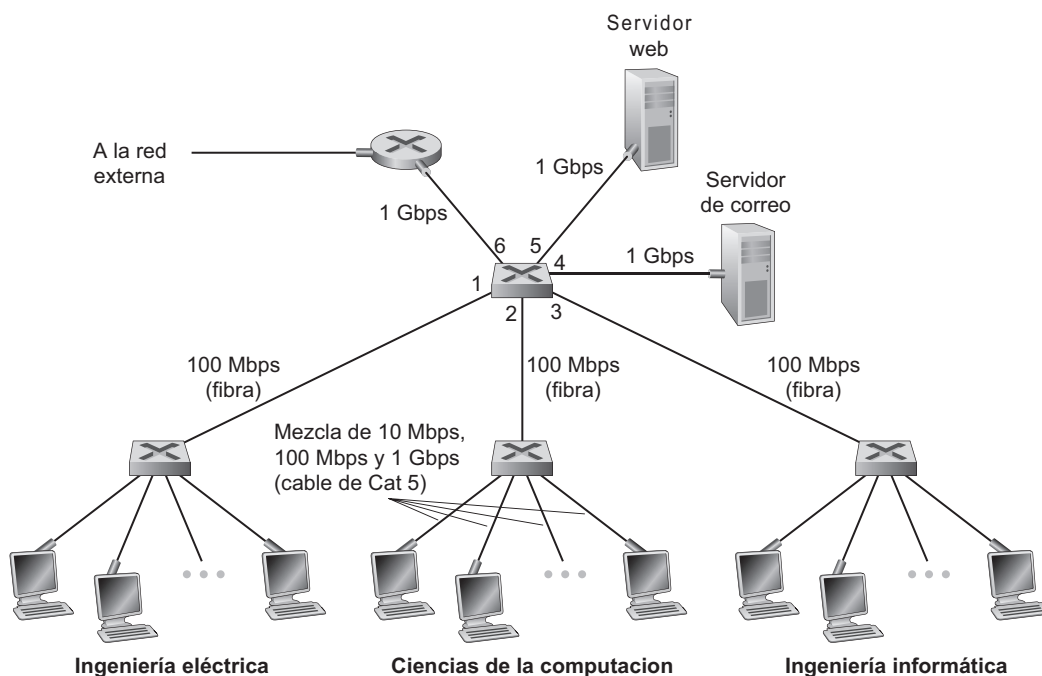 Servidor
web
A la red
externa
1 Gbps
Servidor
de correo
1 Gbps
6
5
4
1 Gbps
1
2
3
100 Mbps
(fibra)
100 Mbps
(fibra)
100 Mbps
(fibra)
Mezcla de 10 Mbps,
100 Mbps y 1 Gbps
(cable de Cat 5)
Ingeniería eléctrica
Ciencias de la computacion
Ingeniería informática